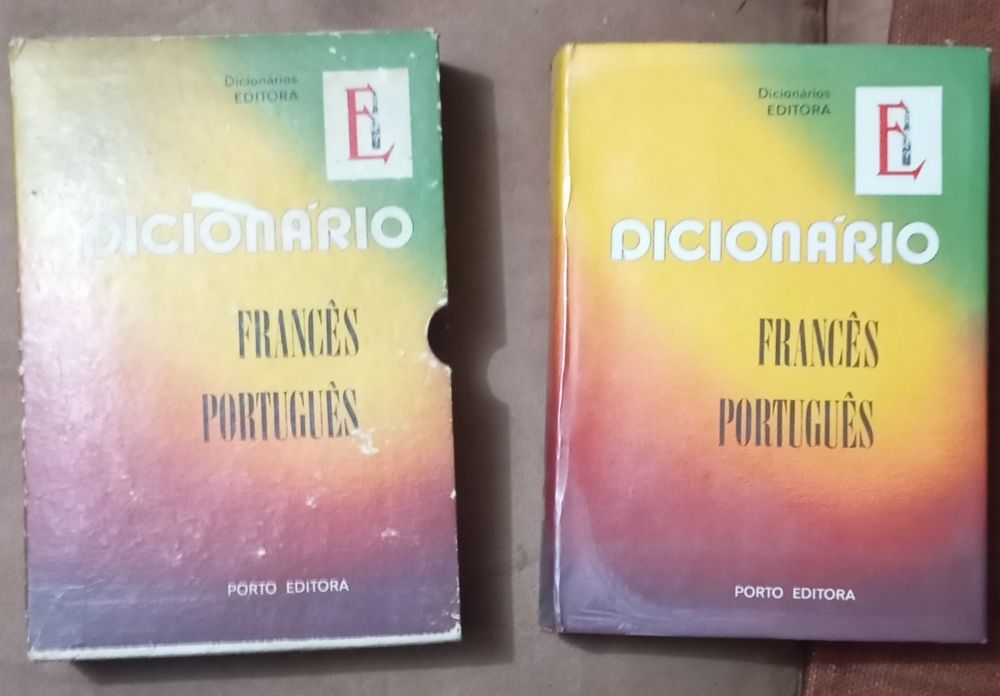 Dicionários
EDITORA
E
DICIONÁRIO
FRANCÊS
PORTUGUÊS
PORTO EDITORA
Dicionários
EDITORA
E
DICIONÁRIO
FRANCÊS
PORTUGUÊS
PORTO EDITORA